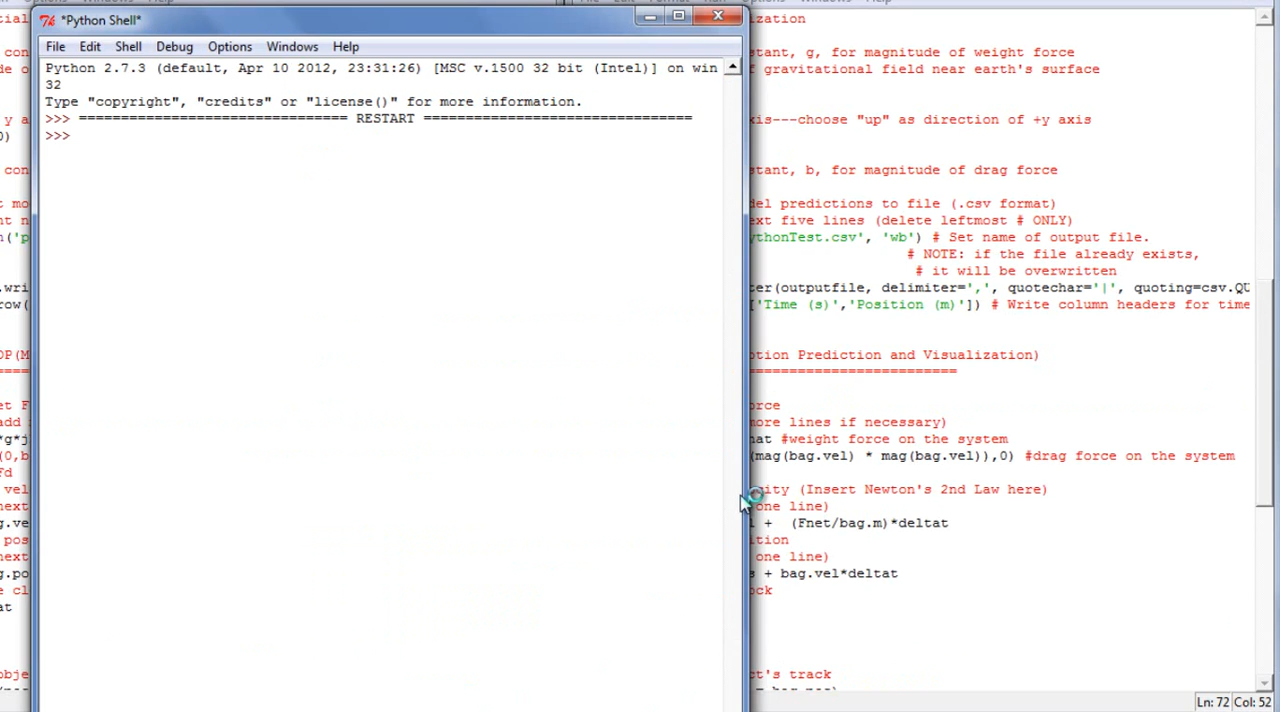 *Python Shell*
File Edit Shell Debug Options Windows Help
Python 2.7.3 (default, Apr 10 2012, 23:31:26) [MSC v.1500 32 bit (Intel)] on win
32
Type "copyright", "credits" or "license()" for more information.
>>> ================================ RESTART ================================
>>>
stant, g, for magnitude of weight force
f gravitational field near earth's surface
xis---choose "up" as direction of +y axis
stant, b, for magnitude of drag force
del predictions to file (.csv format)
ext five lines (delete leftmost # ONLY)
ythonTest.csv', 'wb') # Set name of output file.
# NOTE: if the file already exists,
# it will be overwritten
ter(outputfile, delimiter=',', quotechar='|', quoting=csv.QU
['Time (s)','Position (m)']) # Write column headers for time
otion Prediction and Visualization)
=========================
orce
more lines if necessary)
hat #weight force on the system
(mag(bag.vel) * mag(bag.vel)),0) #drag force on the system
city (Insert Newton's 2nd Law here)
one line)
l + (Fnet/bag.m)*deltat
ition
one line)
s + bag.vel*deltat
ock
ct's track
Ln: 72 Col: 52